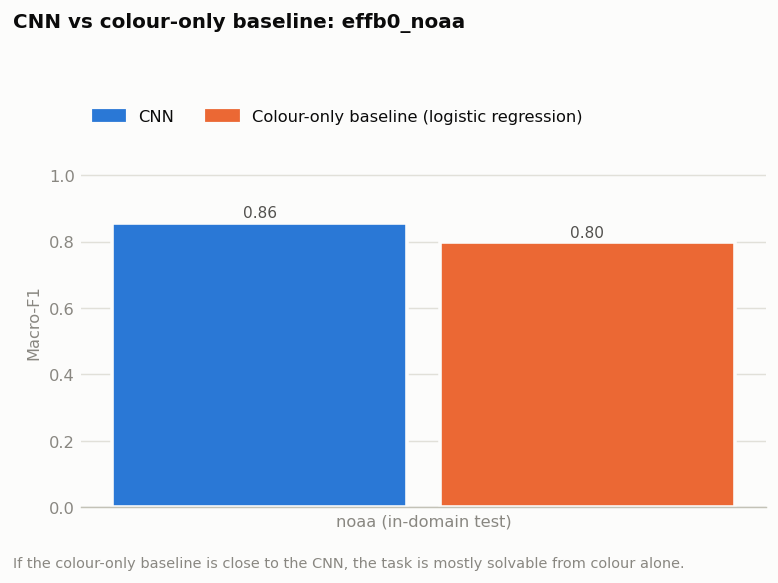 CNN vs colour-only baseline: effb0_noaa
CNN
Colour-only baseline (logistic regression)
1.0
0.86
0.80
0.8
Macro-F1
0.6
0.4
0.2
0.0
noaa (in-domain test)
If the colour-only baseline is close to the CNN, the task is mostly solvable from colour alone.